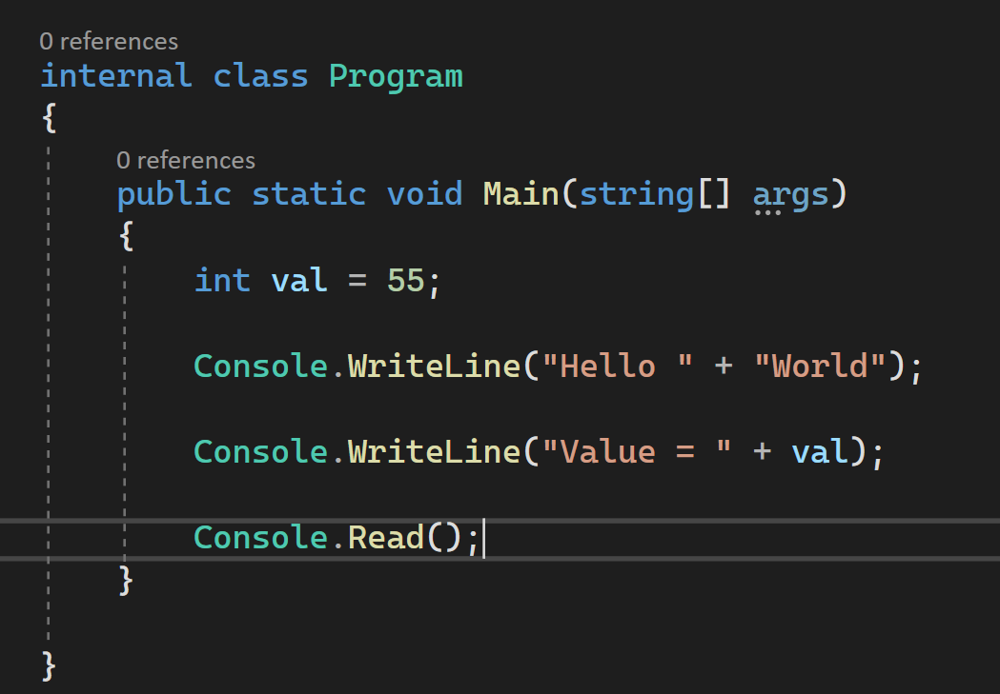 0 references
internal class Program
{
0 references
public static void Main(string[] args)
{
int val = 55;
Console.WriteLine("Hello " + "World");
Console.WriteLine("Value = " + val);
Console.Read();
}
}